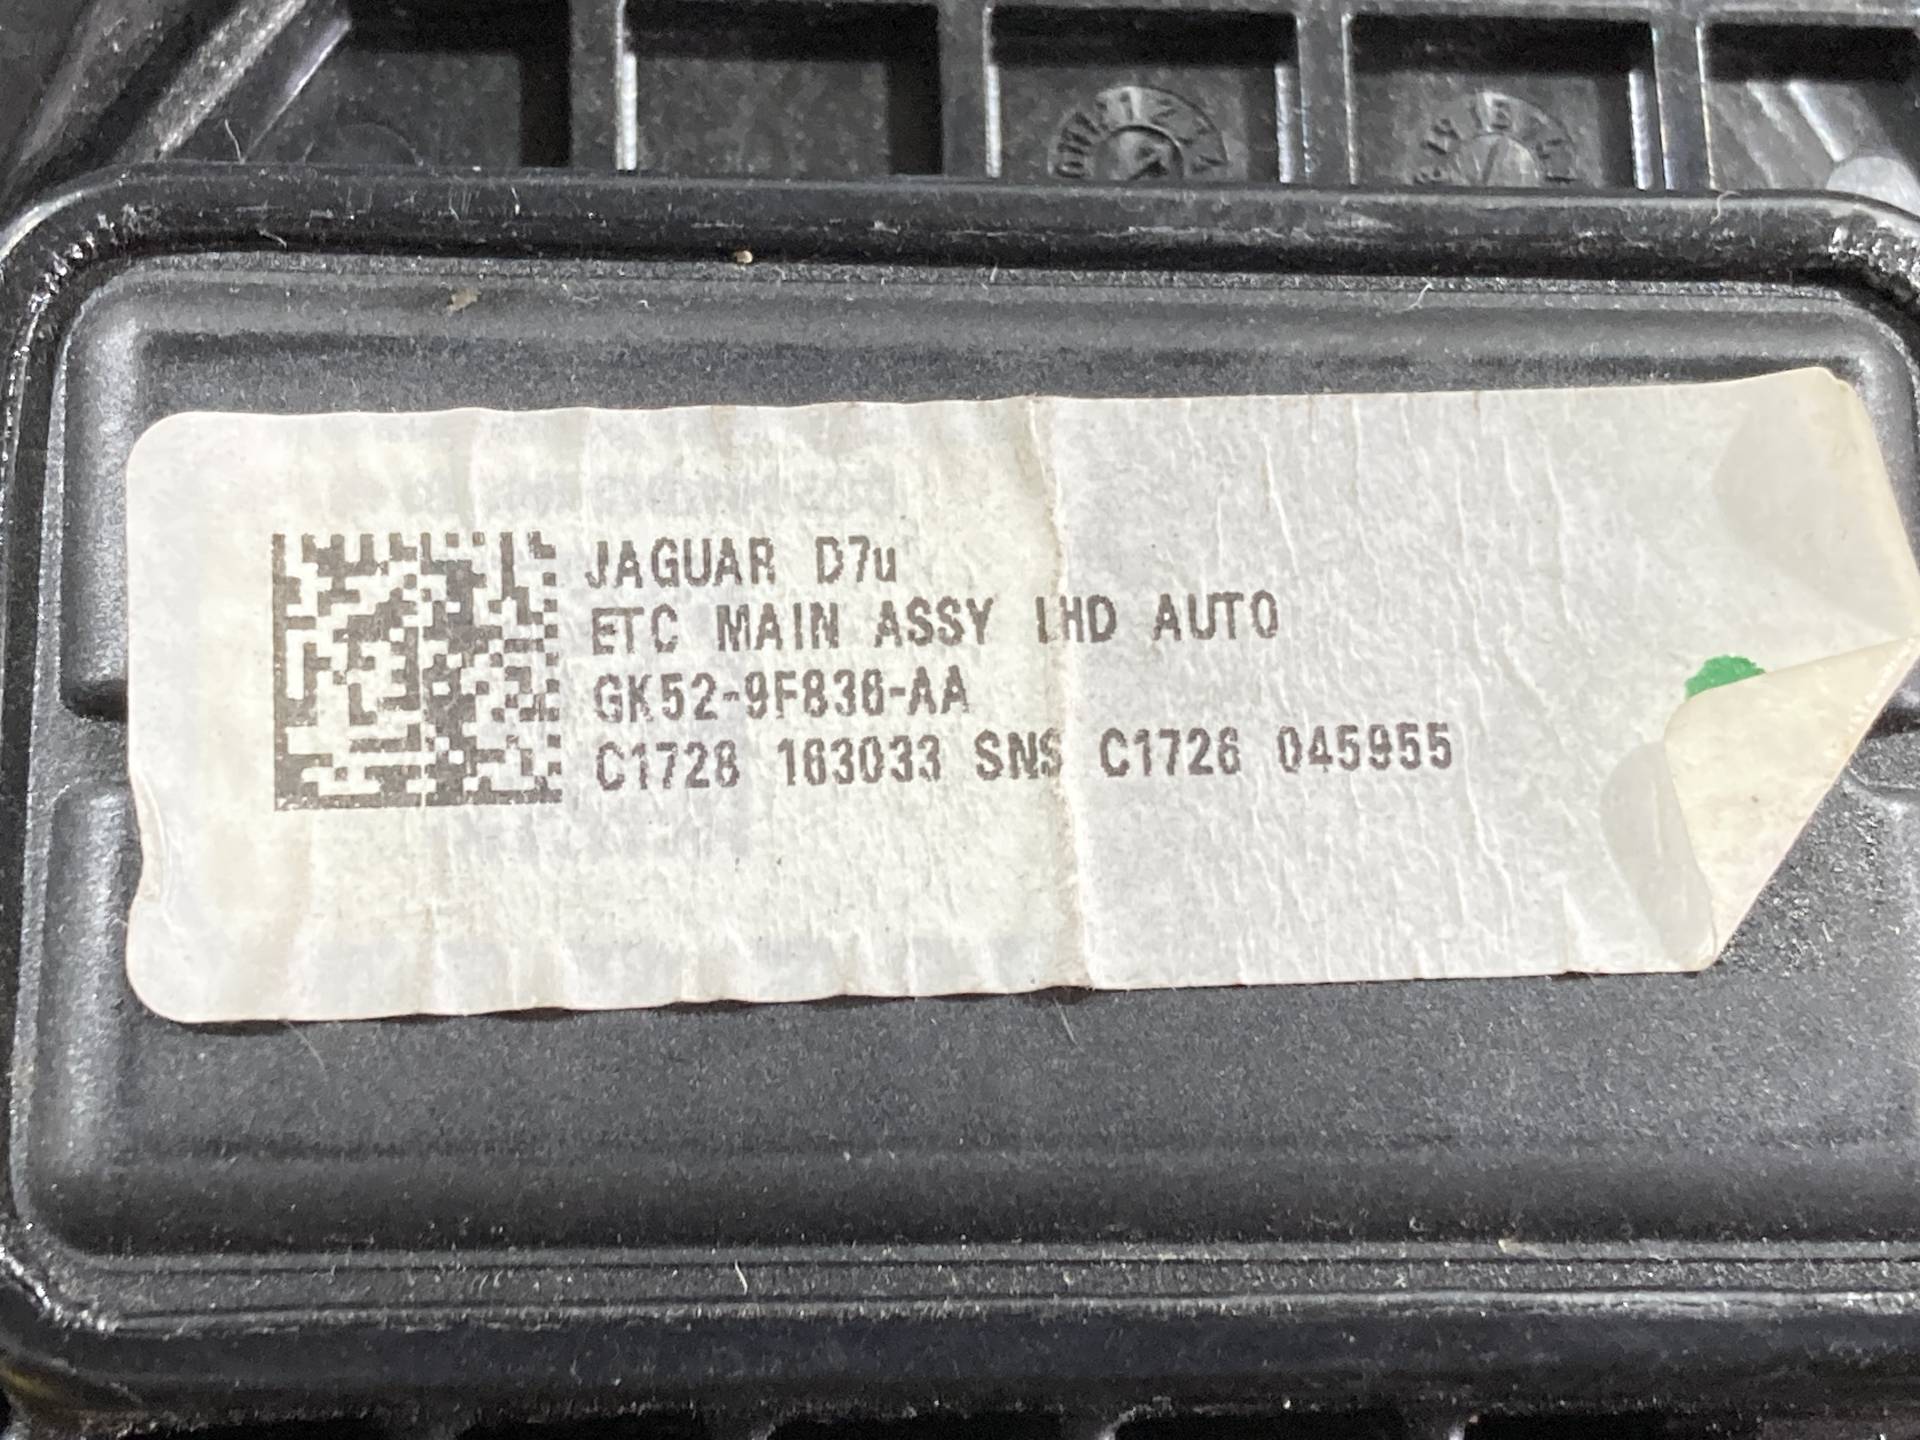 JAGUAR D7u
ETC MAIN ASSY LHD AUTO
GK52-9F836-AA
C1728 163033 SNS C1726 045955